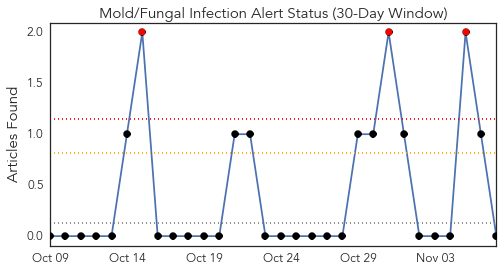 Mold/Fungal Infection Alert Status (30-Day Window)
Articles Found
2.0
1.5
1.0
0.5
0.0
Oct 09 Oct 14 Oct 19 Oct 24 Oct 29 Nov 03